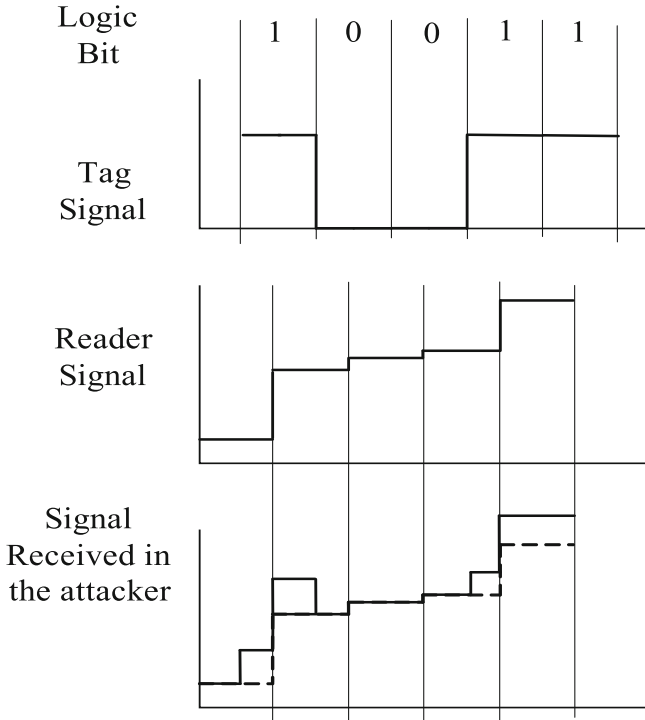 Logic
Bit
1 0 0 1 1
Tag
Signal
Reader
Signal
Signal
Received in
the attacker